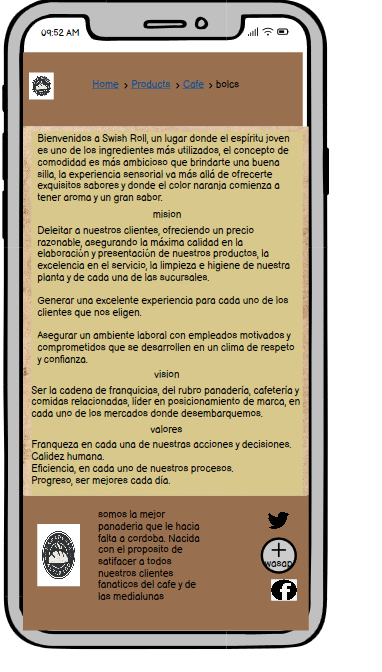 09:52 AM
Home > Products > Cafe > bolcs
Bienvenidos a Swish Roll, un lugar donde el espíritu joven
es uno de los ingredientes más utilizados, el concepto de
comodidad es más ambicioso que brindarte una buena
silla, la experiencia sensorial va más allá de ofrecerte
exquisitos sabores y donde el color naranja comienza a
tener aroma y un gran sabor.
mision
Deleitar a nuestros clientes, ofreciendo un precio
razonable, asegurando la máxima calidad en la
elaboración y presentación de nuestros productos, la
excelencia en el servicio, la limpieza e higiene de nuestra
planta y de cada una de las sucursales.
Generar una excelente experiencia para cada uno de los
clientes que nos eligen.
Asegurar un ambiente laboral con empleados motivados y
comprometidos que se desarrollen en un clima de respeto
y confianza.
vision
Ser la cadena de franquicias, del rubro panadería, cafetería y
comidas relacionadas, líder en posicionamiento de marca, en
cada uno de los mercados donde desembarquemos.
valores
Franqueza en cada una de nuestras acciones y decisiones.
Calidez humana.
Eficiencia, en cada uno de nuestros procesos.
Progreso, ser mejores cada día.
somos la mejor
panaderia que le hacia
falta a cordoba. Nacida
con el proposito de
satifacer a todos
nuestros clientes
fanaticos del cafe y de
las medialunas
wasap